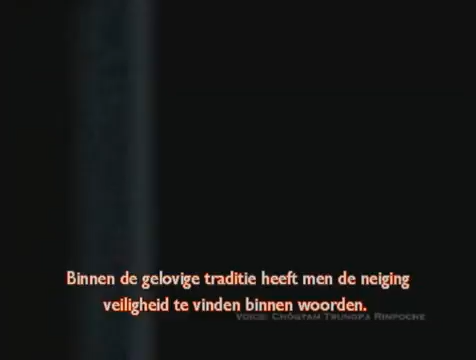 Binnen de gelovige traditie heeft men de neiging
veiligheid te vinden binnen woorden.
Voice: Chögyam Trungpa Rinpoche